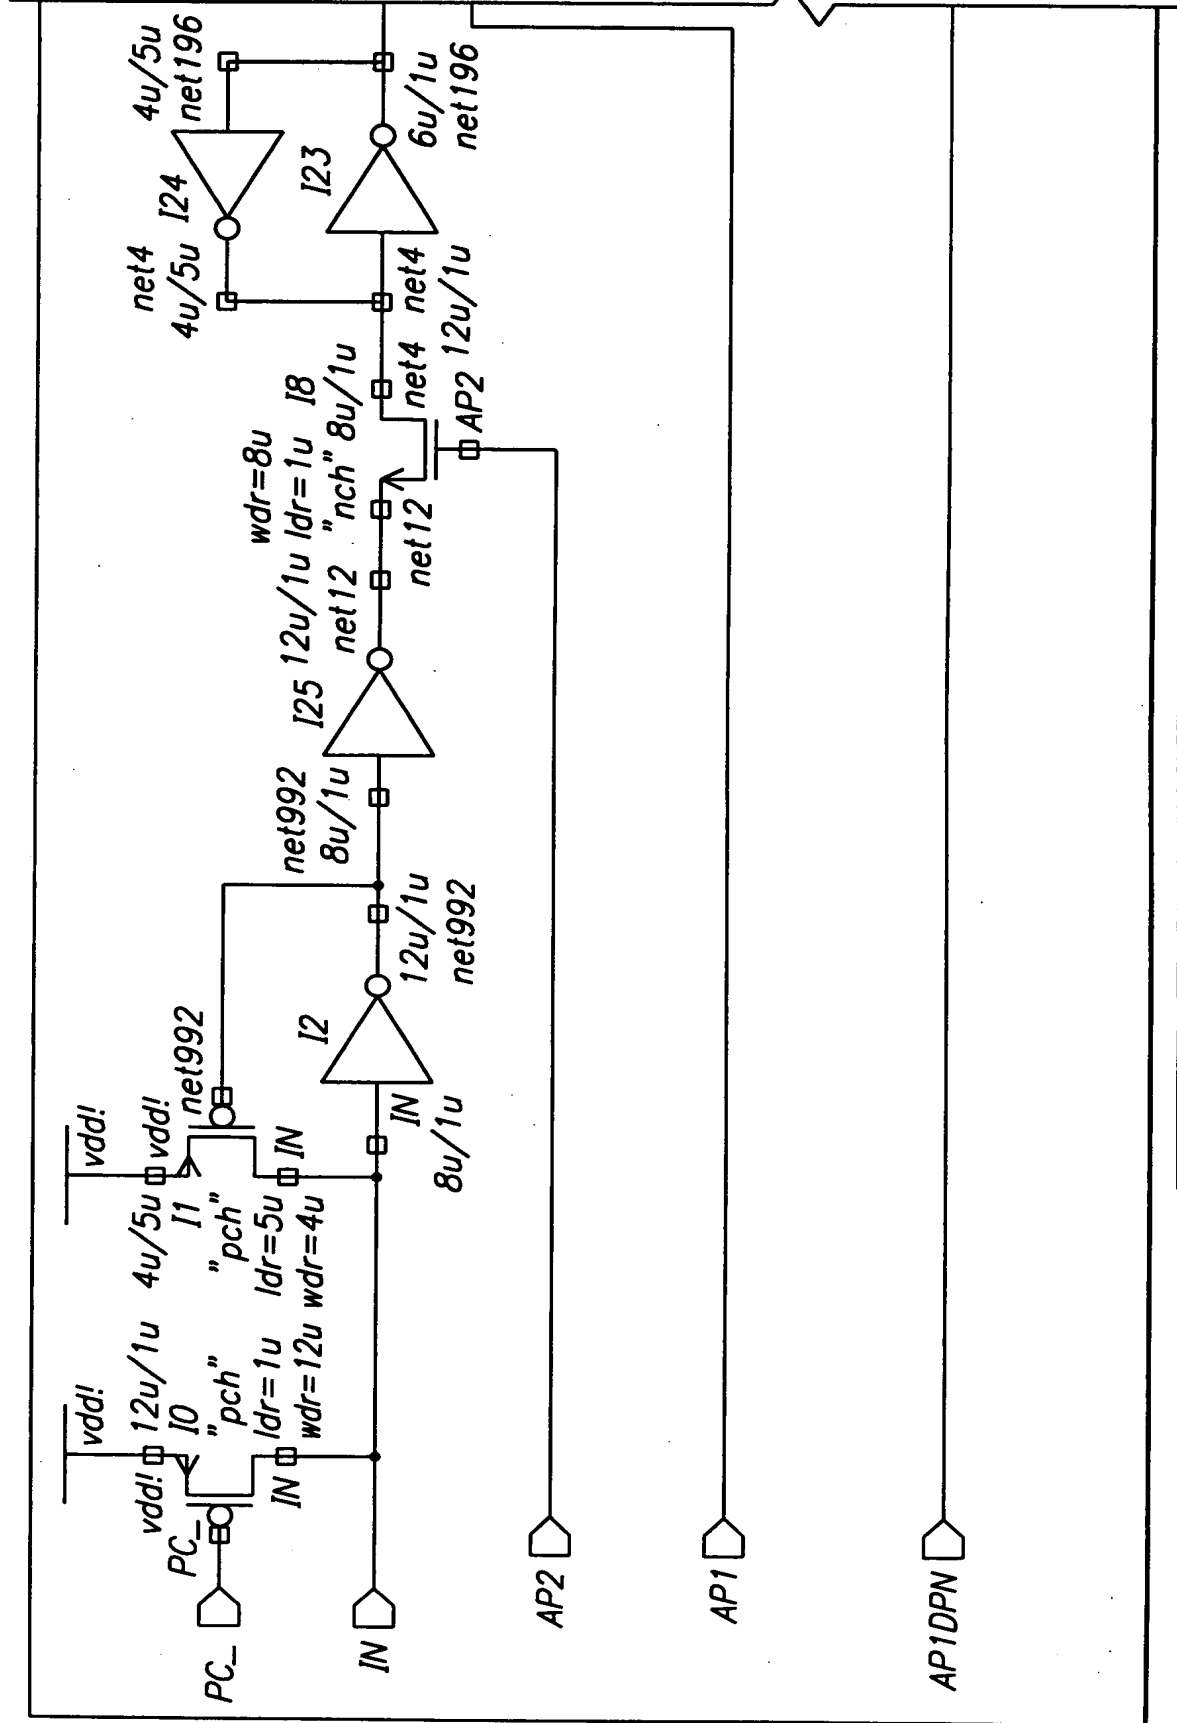 PC_
IN
AP2
AP1
AP1DPN
vdd!
vdd!
PC_
12u/1u
I0
"pch"
ldr=1u
wdr=12u
IN
vdd!
vdd!
net992
4u/5u
I1
"pch"
ldr=5u
wdr=4u
IN
I2
IN
8u/1u
12u/1u
net992
net992
8u/1u
I25
12u/1u
net12
net12
wdr=8u
ldr=1u
"nch"
I8
8u/1u
AP2
net4
net4
4u/5u
I24
4u/5u
net196
net4
12u/1u
I23
6u/1u
net196